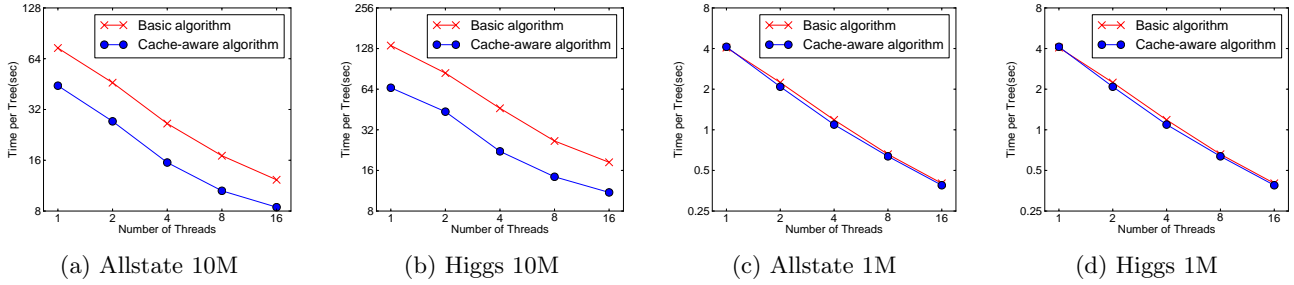 128
64
32
16
8
Time per Tree(sec)
Basic algorithm
Cache-aware algorithm
1 2 4 8 16
Number of Threads
(a) Allstate 10M
256
128
64
32
16
8
Time per Tree(sec)
Basic algorithm
Cache-aware algorithm
1 2 4 8 16
Number of Threads
(b) Higgs 10M
8
4
2
1
0.5
0.25
Time per Tree(sec)
Basic algorithm
Cache-aware algorithm
1 2 4 8 16
Number of Threads
(c) Allstate 1M
8
4
2
1
0.5
0.25
Time per Tree(sec)
Basic algorithm
Cache-aware algorithm
1 2 4 8 16
Number of Threads
(d) Higgs 1M